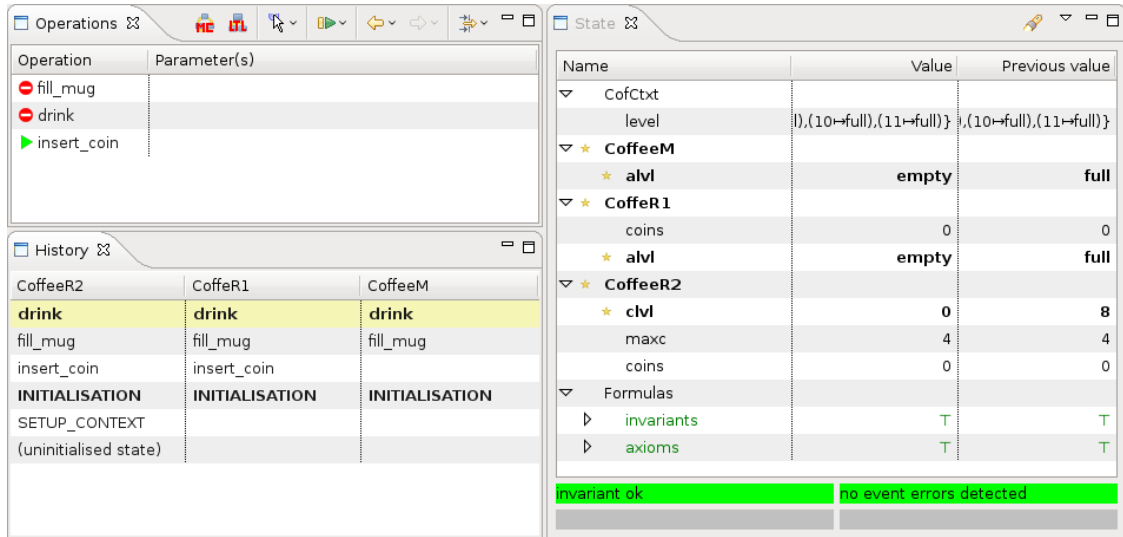 Operations
MC LTL
Operation Parameter(s)
fill_mug
drink
insert_coin
History
CoffeeR2 CoffeR1 CoffeeM
drink drink drink
fill_mug fill_mug fill_mug
insert_coin insert_coin
INITIALISATION INITIALISATION INITIALISATION
SETUP_CONTEXT
(uninitialised state)
State
Name Value Previous value
CofCtxt
level l),(10↦full),(11↦full)} ),(10↦full),(11↦full)}
CoffeeM
alvl empty full
CoffeR1
coins 0 0
alvl empty full
CoffeeR2
clvl 0 8
maxc 4 4
coins 0 0
Formulas
invariants ⊤ ⊤
axioms ⊤ ⊤
invariant ok no event errors detected